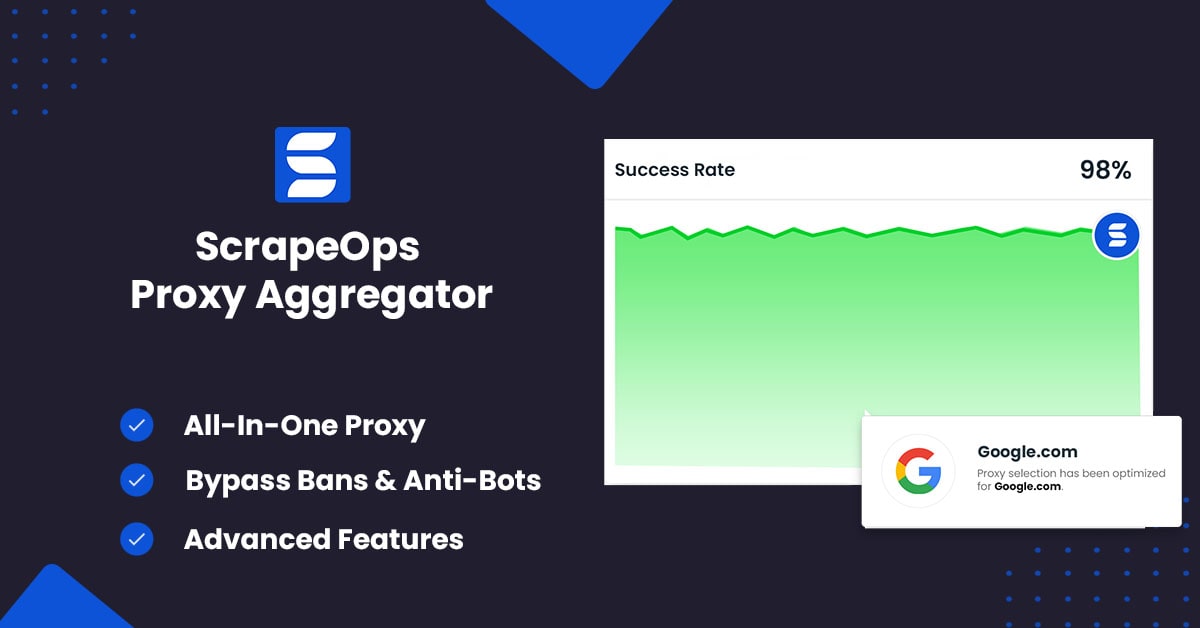 ScrapeOps
Proxy Aggregator
All-In-One Proxy
Bypass Bans & Anti-Bots
Advanced Features
Success Rate 98%
Google.com
Proxy selection has been optimized
for Google.com.